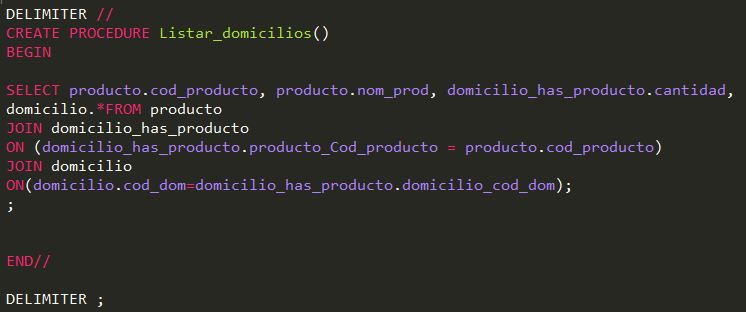 DELIMITER //
CREATE PROCEDURE Listar_domicilios()
BEGIN
SELECT producto.cod_producto, producto.nom_prod, domicilio_has_producto.cantidad,
domicilio.*FROM producto
JOIN domicilio_has_producto
ON (domicilio_has_producto.producto_Cod_producto = producto.cod_producto)
JOIN domicilio
ON(domicilio.cod_dom=domicilio_has_producto.domicilio_cod_dom);
;
END//
DELIMITER ;